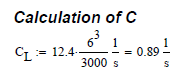 Calculation of C
C_L := 12.4 · 6^3/3000 1/s = 0.89 1/s